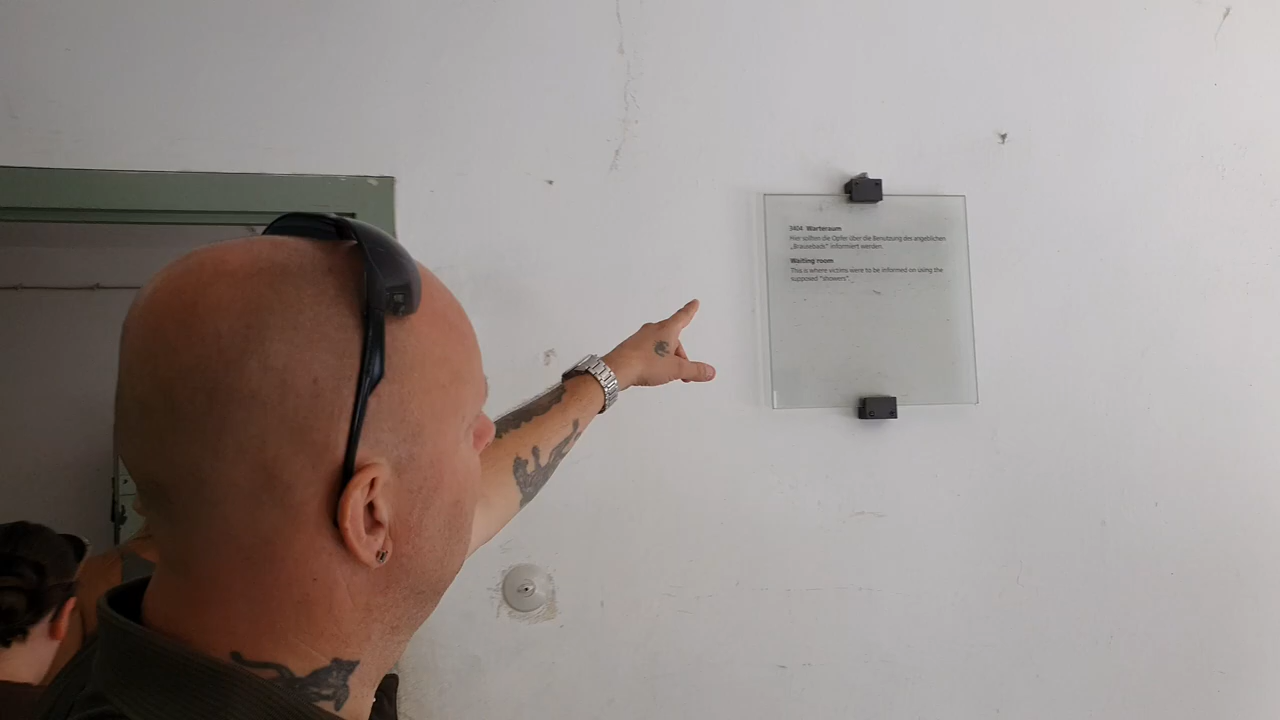 3404 Warteraum
Hier sollten die Opfer über die Benutzung des angeblichen
„Brausebads“ informiert werden.
Waiting room
This is where victims were to be informed on using the
supposed “showers”.